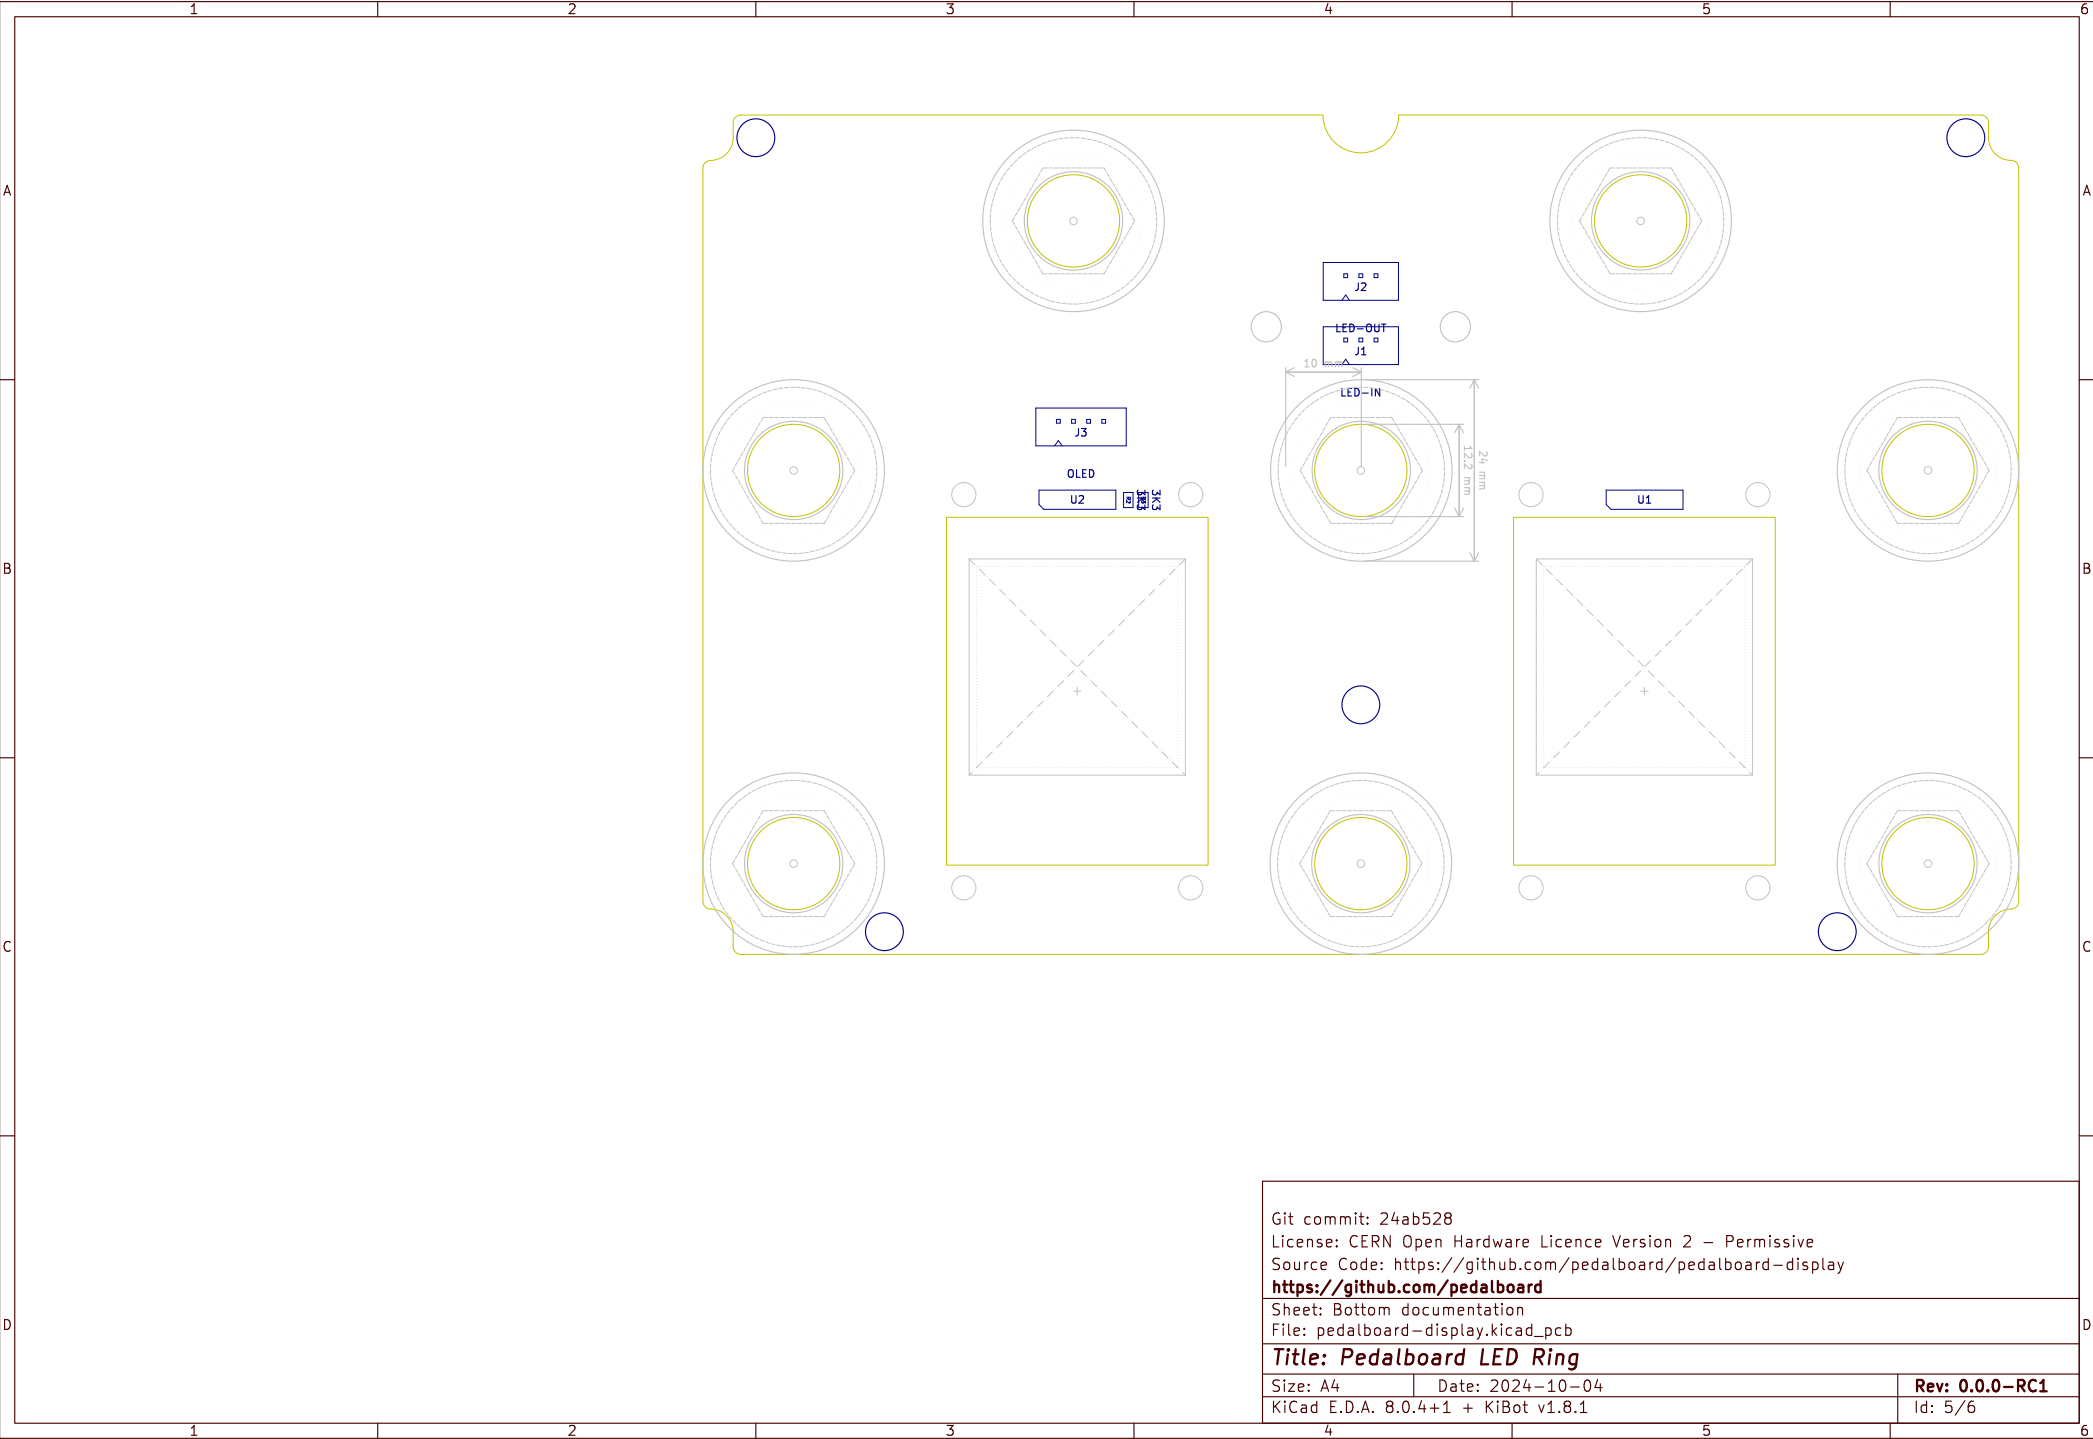 1 2 3 4 5 6
A A
J2
LED-OUT
J1
10 mm
LED-IN
J3
12.2 mm
24 mm
OLED
U2 R2 3K3 3K3
U1
B B
C C
Git commit: 24ab528
License: CERN Open Hardware Licence Version 2 – Permissive
Source Code: https://github.com/pedalboard/pedalboard-display
https://github.com/pedalboard
Sheet: Bottom documentation
D D
File: pedalboard-display.kicad_pcb
Title: Pedalboard LED Ring
Size: A4 Date: 2024-10-04 Rev: 0.0.0-RC1
KiCad E.D.A. 8.0.4+1 + KiBot v1.8.1 Id: 5/6
1 2 3 4 5 6